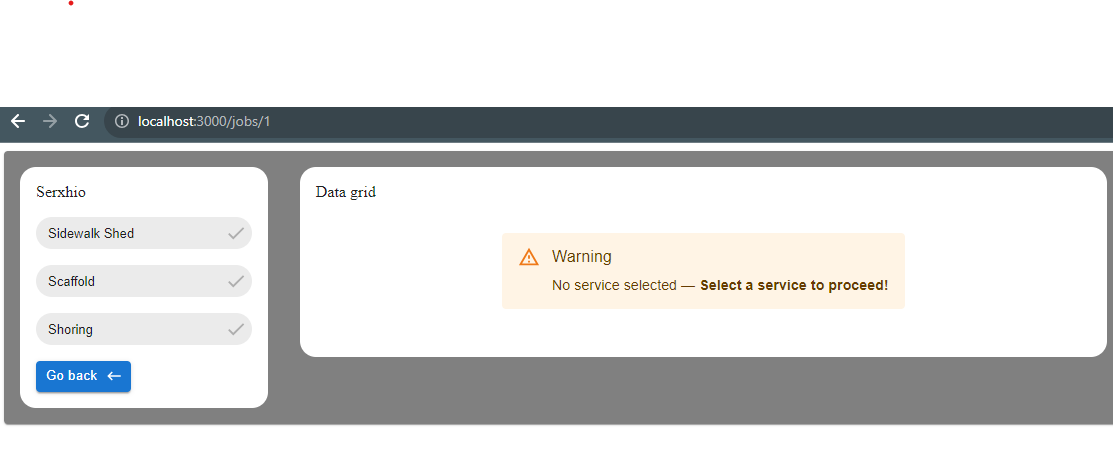 localhost:3000/jobs/1
Serxhio
Sidewalk Shed
Scaffold
Shoring
Go back
Data grid
Warning
No service selected — Select a service to proceed!